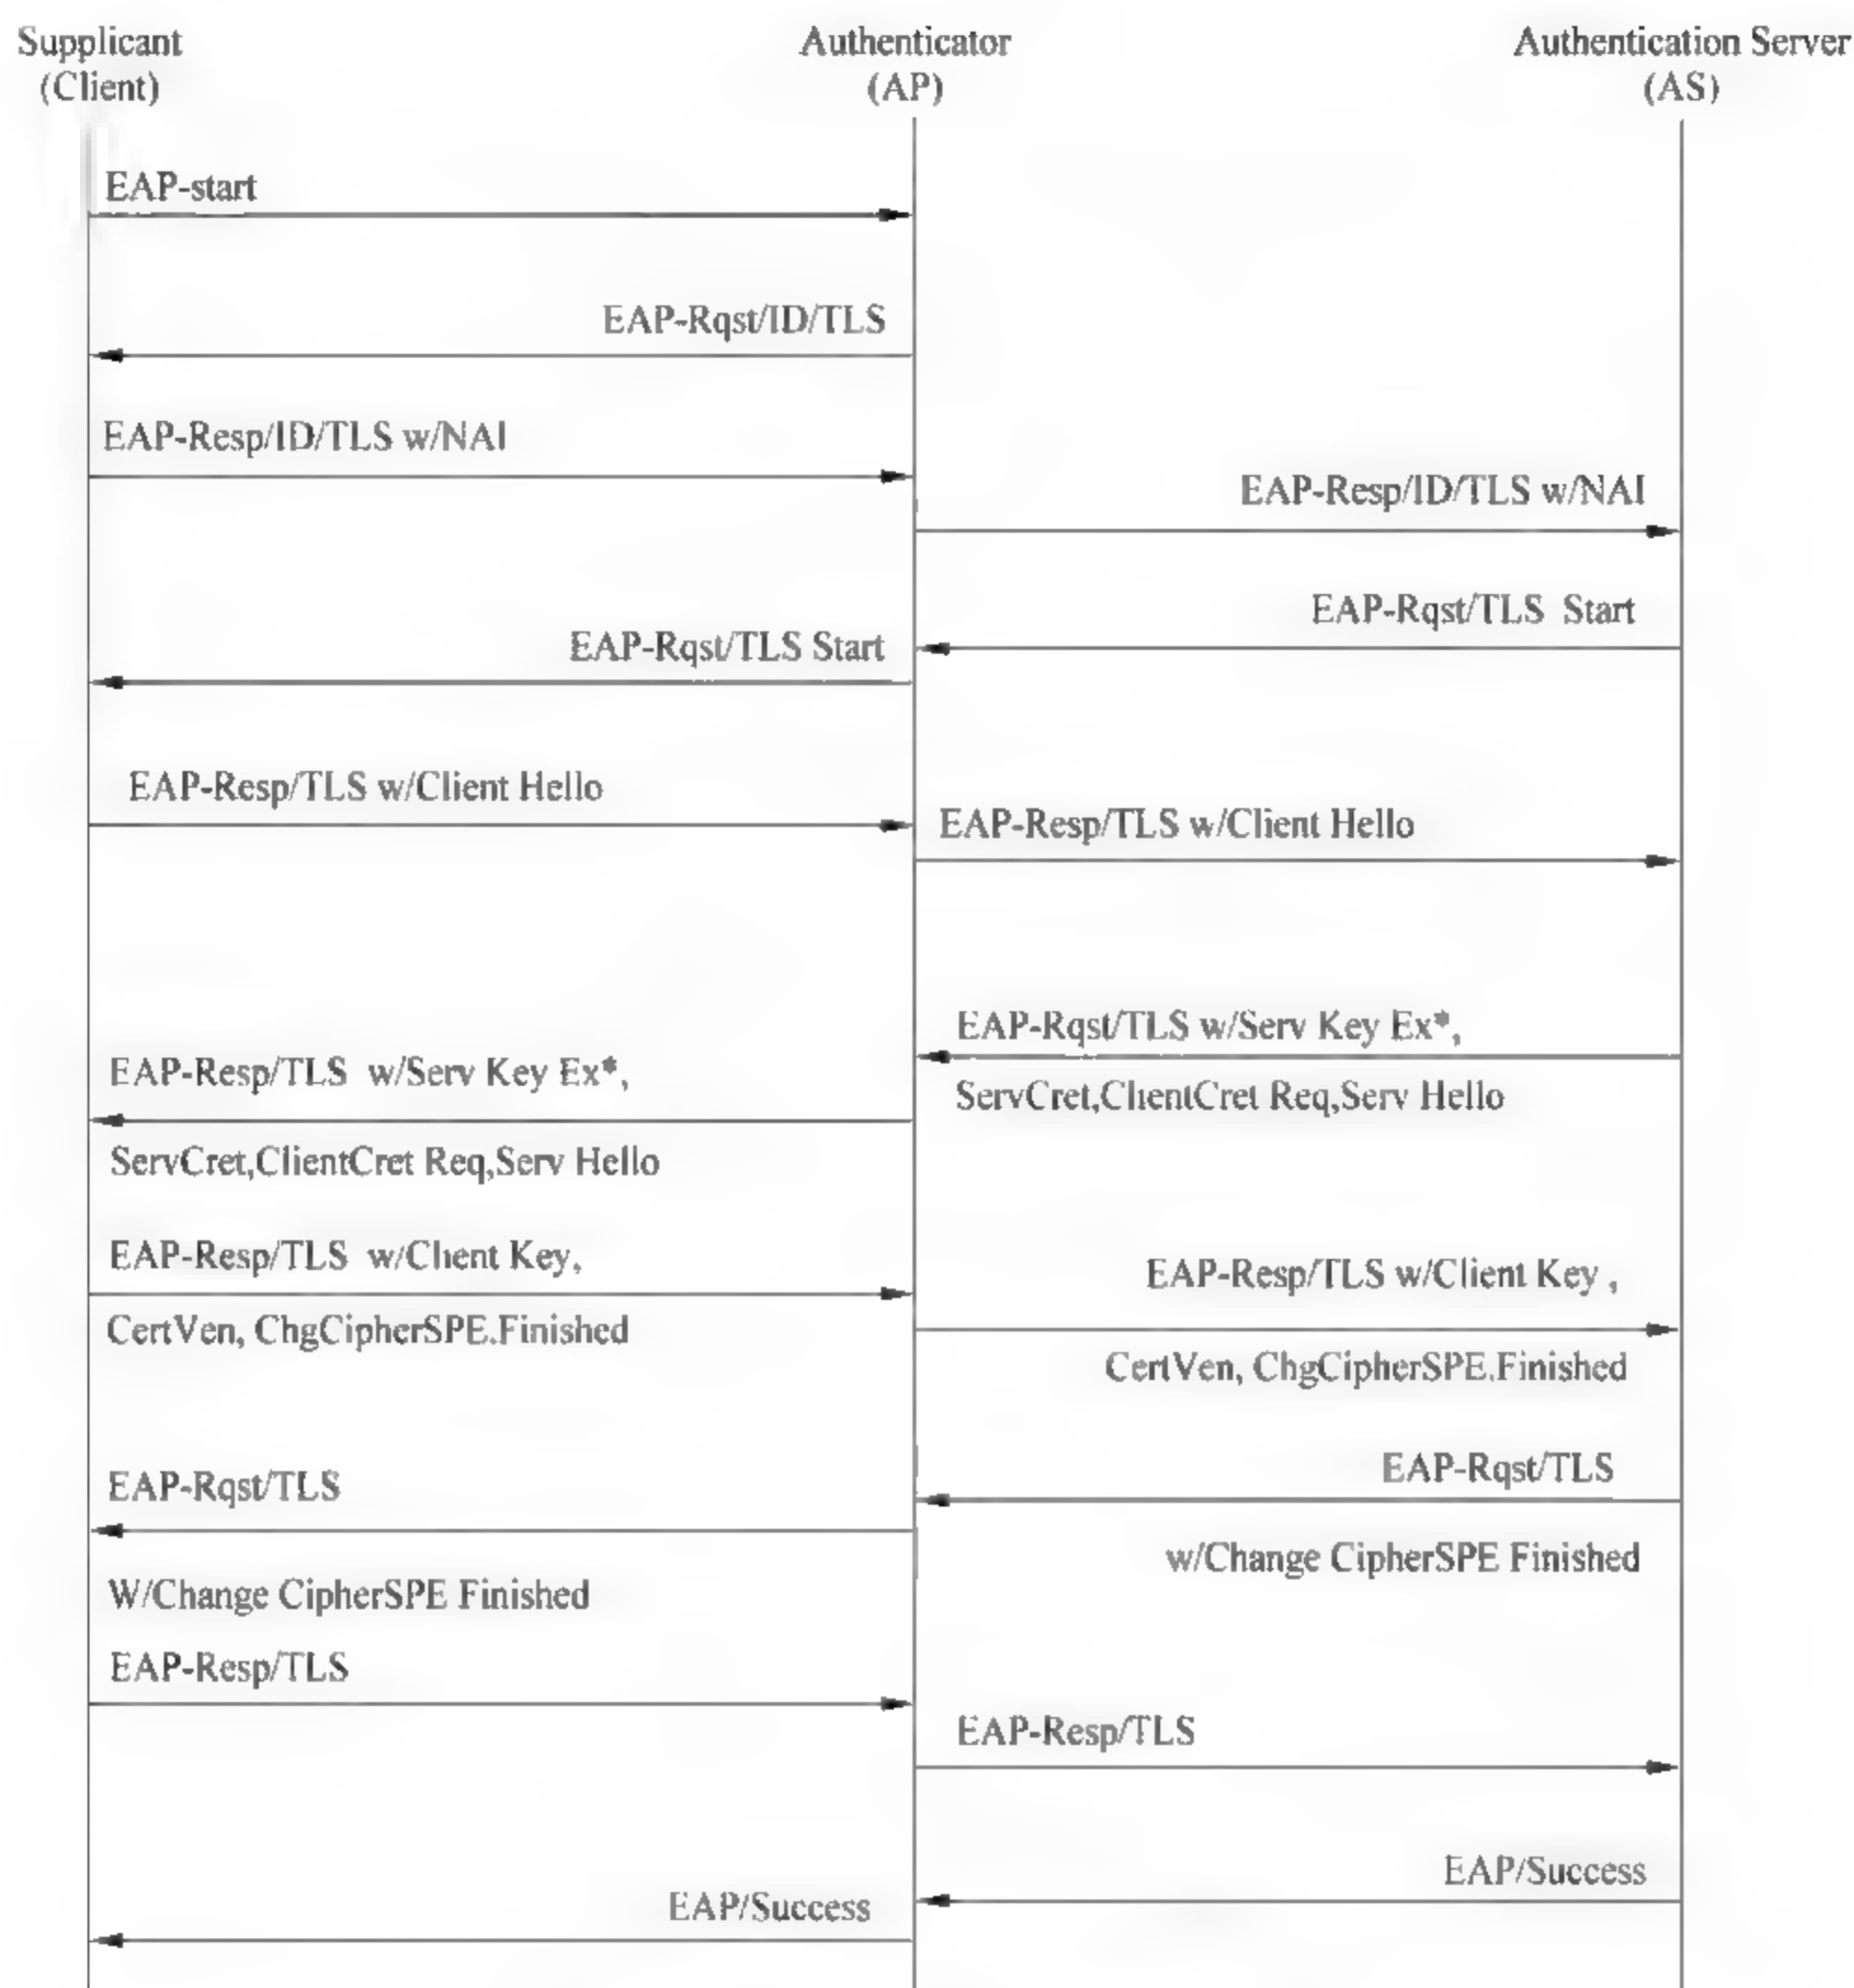 Supplicant
(Client)
Authenticator
(AP)
Authentication Server
(AS)
EAP-start
EAP-Rqst/ID/TLS
EAP-Resp/ID/TLS w/NAI
EAP-Resp/ID/TLS w/NAI
EAP-Rqst/TLS Start
EAP-Rqst/TLS Start
EAP-Resp/TLS w/Client Hello
EAP-Resp/TLS w/Client Hello
EAP-Rqst/TLS w/Serv Key Ex*,
ServCret,ClientCret Req,Serv Hello
EAP-Resp/TLS w/Serv Key Ex*,
ServCret,ClientCret Req,Serv Hello
EAP-Resp/TLS w/Client Key,
CertVen, ChgCipherSPE.Finished
EAP-Resp/TLS w/Client Key ,
CertVen, ChgCipherSPE.Finished
EAP-Rqst/TLS
w/Change CipherSPE Finished
EAP-Rqst/TLS
W/Change CipherSPE Finished
EAP-Resp/TLS
EAP-Resp/TLS
EAP/Success
EAP/Success